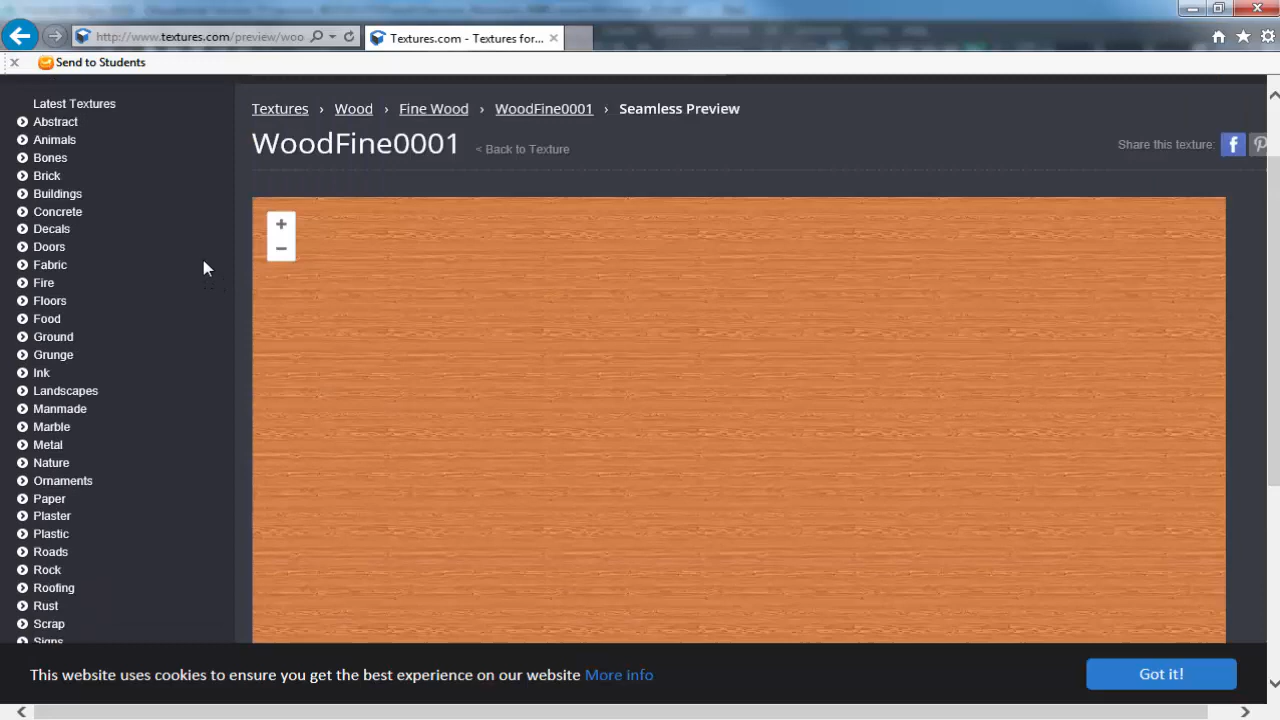 http://www.textures.com/preview/woo
Textures.com - Textures for...
Send to Students
Latest Textures
Abstract
Animals
Bones
Brick
Buildings
Concrete
Decals
Doors
Fabric
Fire
Floors
Food
Ground
Grunge
Ink
Landscapes
Manmade
Marble
Metal
Nature
Ornaments
Paper
Plaster
Plastic
Roads
Rock
Roofing
Rust
Scrap
Signs
Textures › Wood › Fine Wood › WoodFine0001 › Seamless Preview
WoodFine0001 < Back to Texture
Share this texture:
+
−
This website uses cookies to ensure you get the best experience on our website More info
Got it!